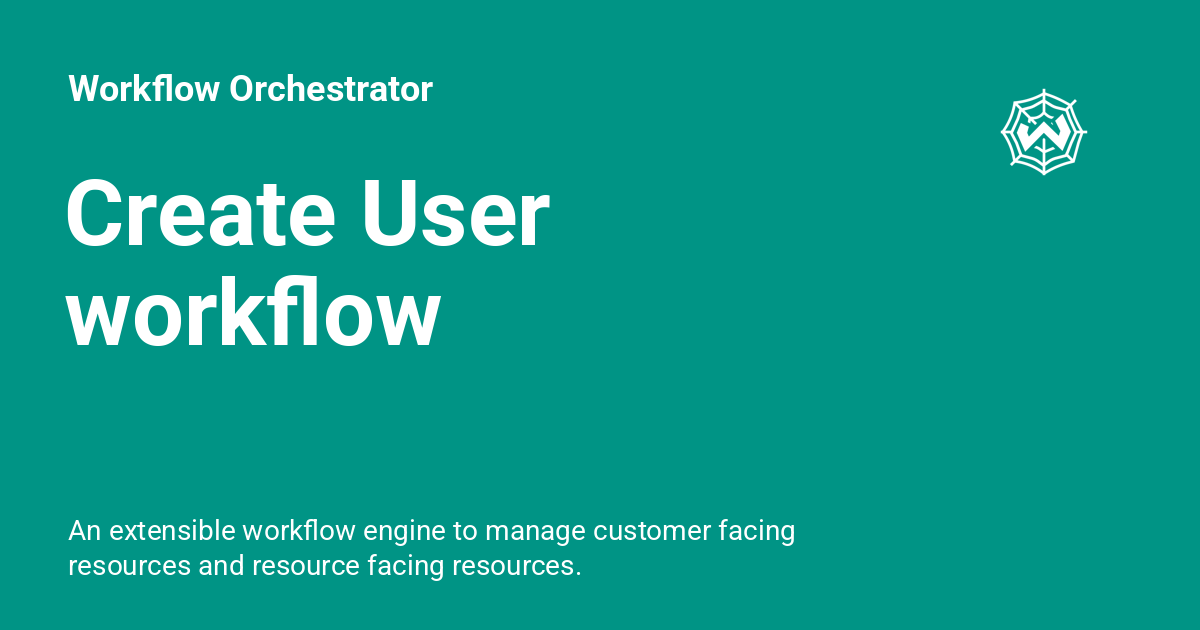 Workflow Orchestrator
Create User
workflow
An extensible workflow engine to manage customer facing
resources and resource facing resources.